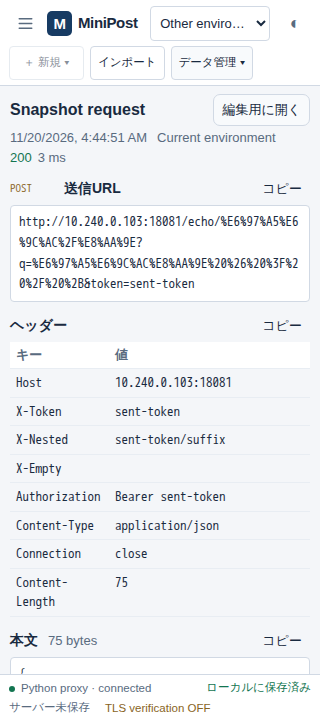 M MiniPost Other enviro…
＋ 新規 ▾ インポート データ管理 ▾
Snapshot request 編集用に開く
11/20/2026, 4:44:51 AM Current environment
200 3 ms
POST 送信URL コピー
http://10.240.0.103:18081/echo/%E6%97%A5%E6
%9C%AC%2F%E8%AA%9E?
q=%E6%97%A5%E6%9C%AC%E8%AA%9E%20%26%20%3F%2
0%2F%20%2B&token=sent-token
ヘッダー コピー
キー 値
Host 10.240.0.103:18081
X-Token sent-token
X-Nested sent-token/suffix
X-Empty
Authorization Bearer sent-token
Content-Type application/json
Connection close
Content-Length 75
本文 75 bytes コピー
{
Python proxy · connected ローカルに保存済み
サーバー未保存 TLS verification OFF